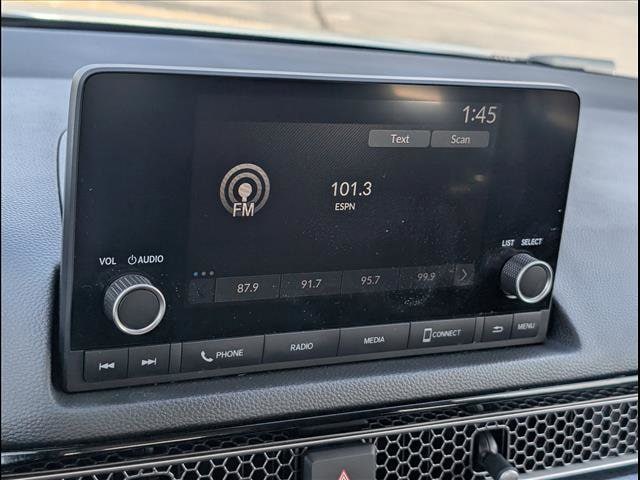 1:45
Text Scan
FM
101.3
ESPN
VOL AUDIO
LIST SELECT
87.9 91.7 95.7 99.9
PHONE RADIO MEDIA CONNECT MENU